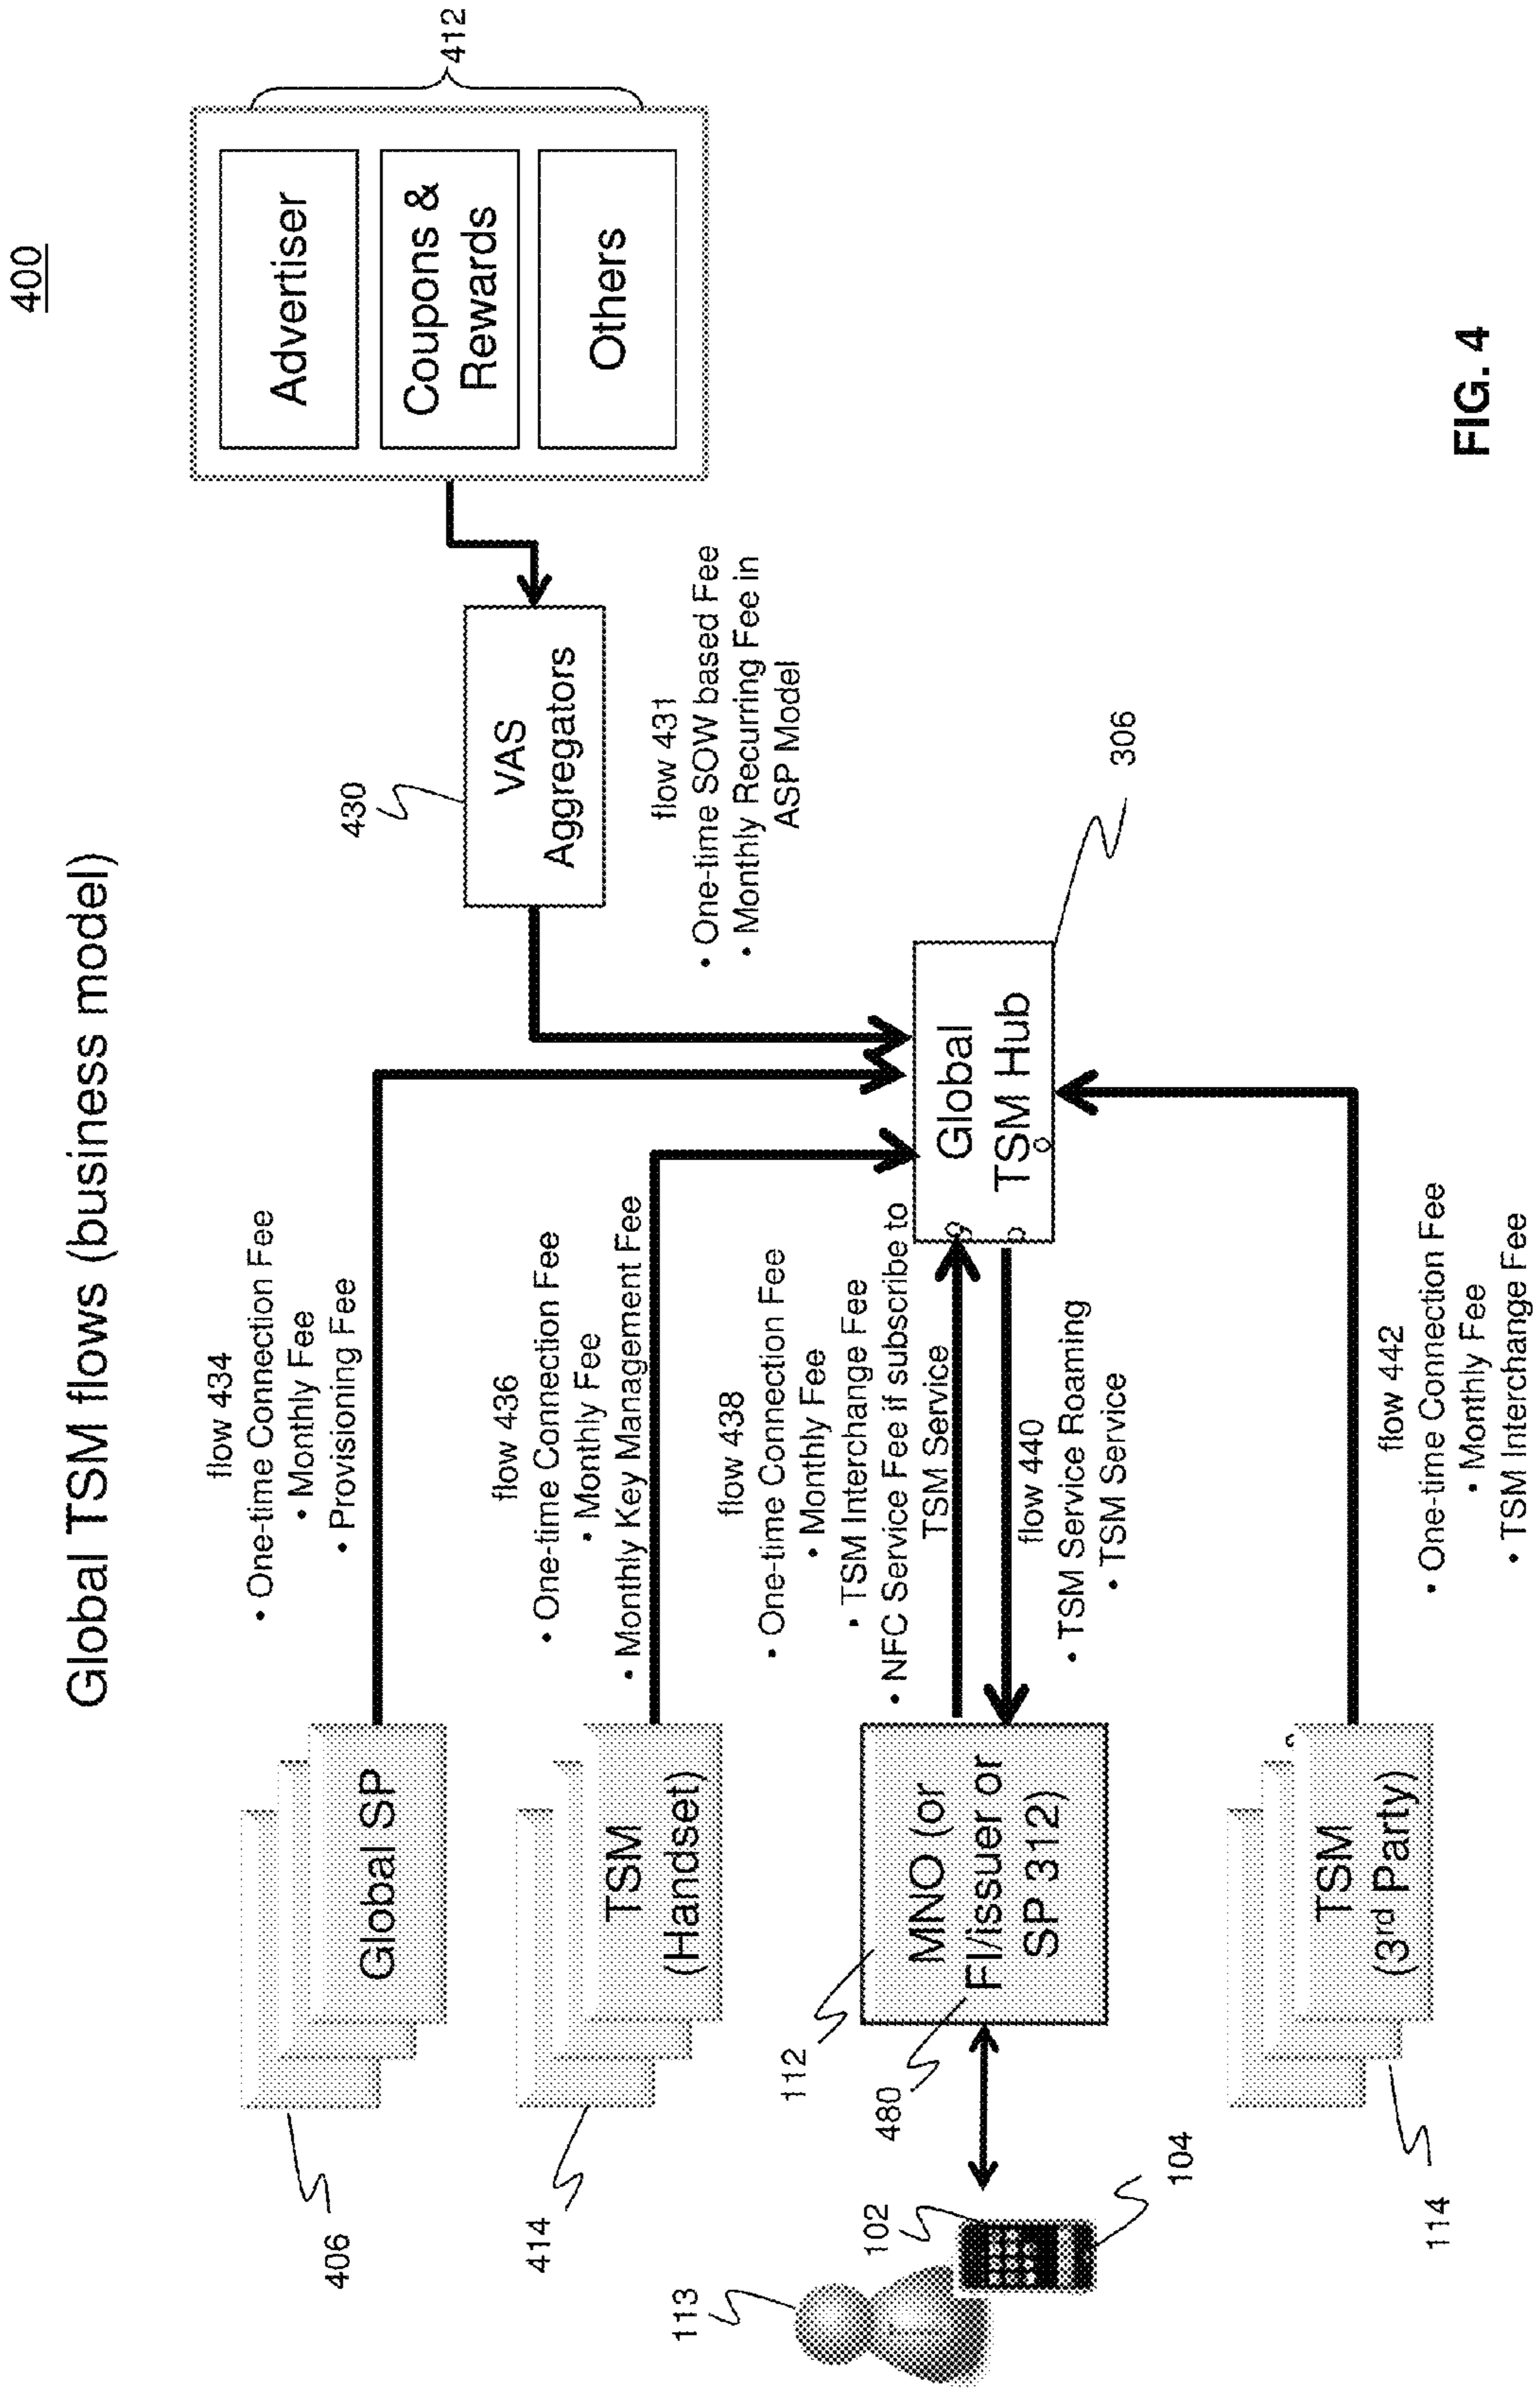 400
Global TSM flows (business model)
406
Global SP
flow 434
• One-time Connection Fee
• Monthly Fee
• Provisioning Fee
414
TSM
(Handset)
flow 436
• One-time Connection Fee
• Monthly Fee
• Monthly Key Management Fee
430
VAS
Aggregators
flow 431
• One-time SOW based Fee
• Monthly Recurring Fee in
ASP Model
Advertiser
Coupons &
Rewards
Others
412
113
102
104
112
480
MNO (or
FI/issuer or
SP 312)
flow 438
• One-time Connection Fee
• Monthly Fee
• TSM Interchange Fee
• NFC Service Fee if subscribe to
TSM Service
flow 440
• TSM Service Roaming
• TSM Service
Global
TSM Hub
306
114
TSM
(3rd Party)
flow 442
• One-time Connection Fee
• Monthly Fee
• TSM Interchange Fee
FIG. 4